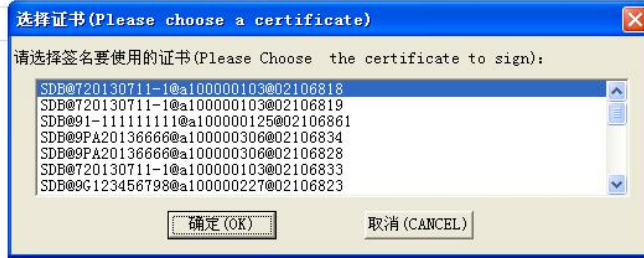 选择证书(Please choose a certificate)
请选择签名要使用的证书(Please Choose  the certificate to sign):
SDB@720130711-1@a100000103@02106818
SDB@720130711-1@a100000103@02106819
SDB@91-111111111@a100000125@02106861
SDB@9PA20136666@a100000306@02106834
SDB@9PA20136666@a100000306@02106828
SDB@720130711-1@a100000103@02106833
SDB@9G123456798@a100000227@02106823
确定(OK)
取消(CANCEL)